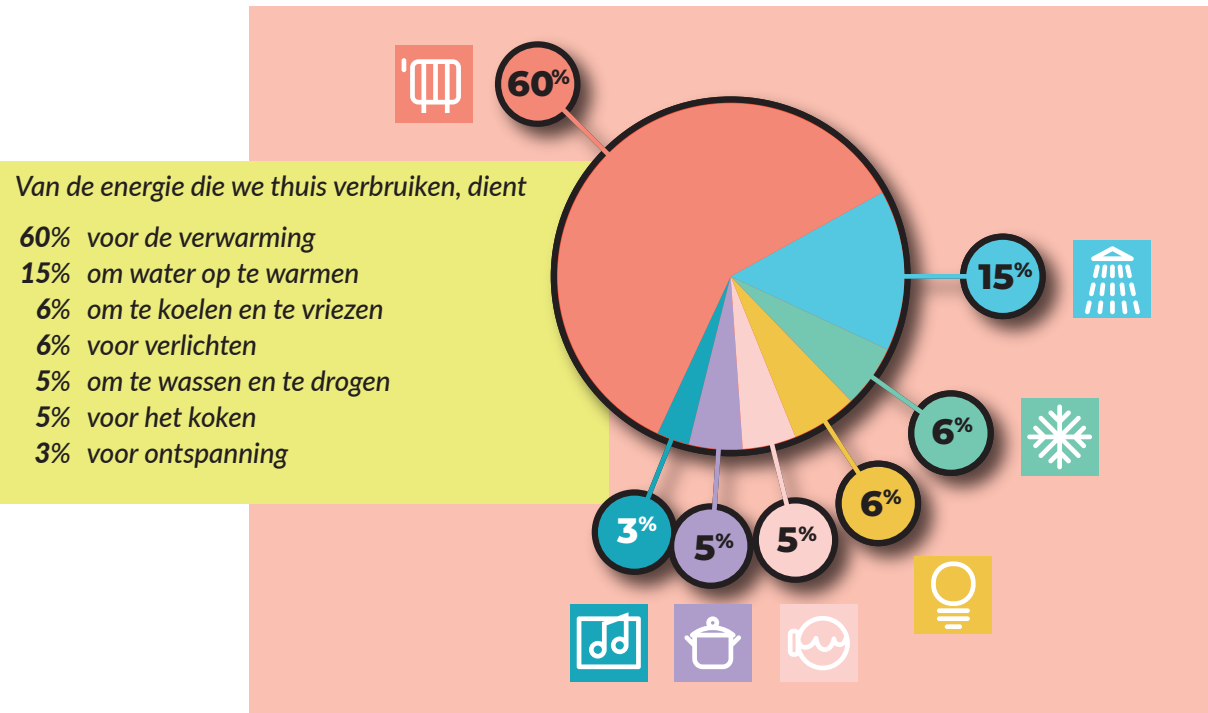 60%
Van de energie die we thuis verbruiken, dient
60% voor de verwarming
15% om water op te warmen
6% om te koelen en te vriezen
6% voor verlichten
5% om te wassen en te drogen
5% voor het koken
3% voor ontspanning
15%
6%
6%
5%
5%
3%